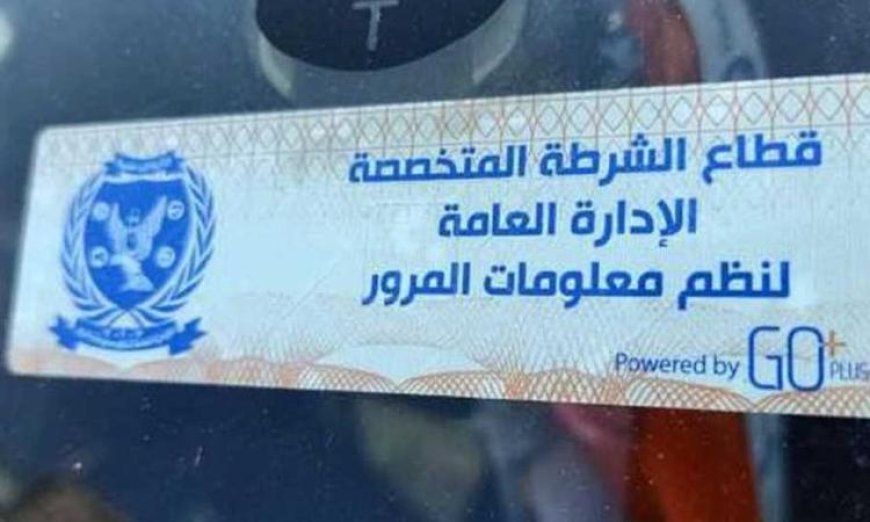 T
قطاع الشرطة المتخصصة
الإدارة العامة
لنظم معلومات المرور
Powered by GO+ PLUS